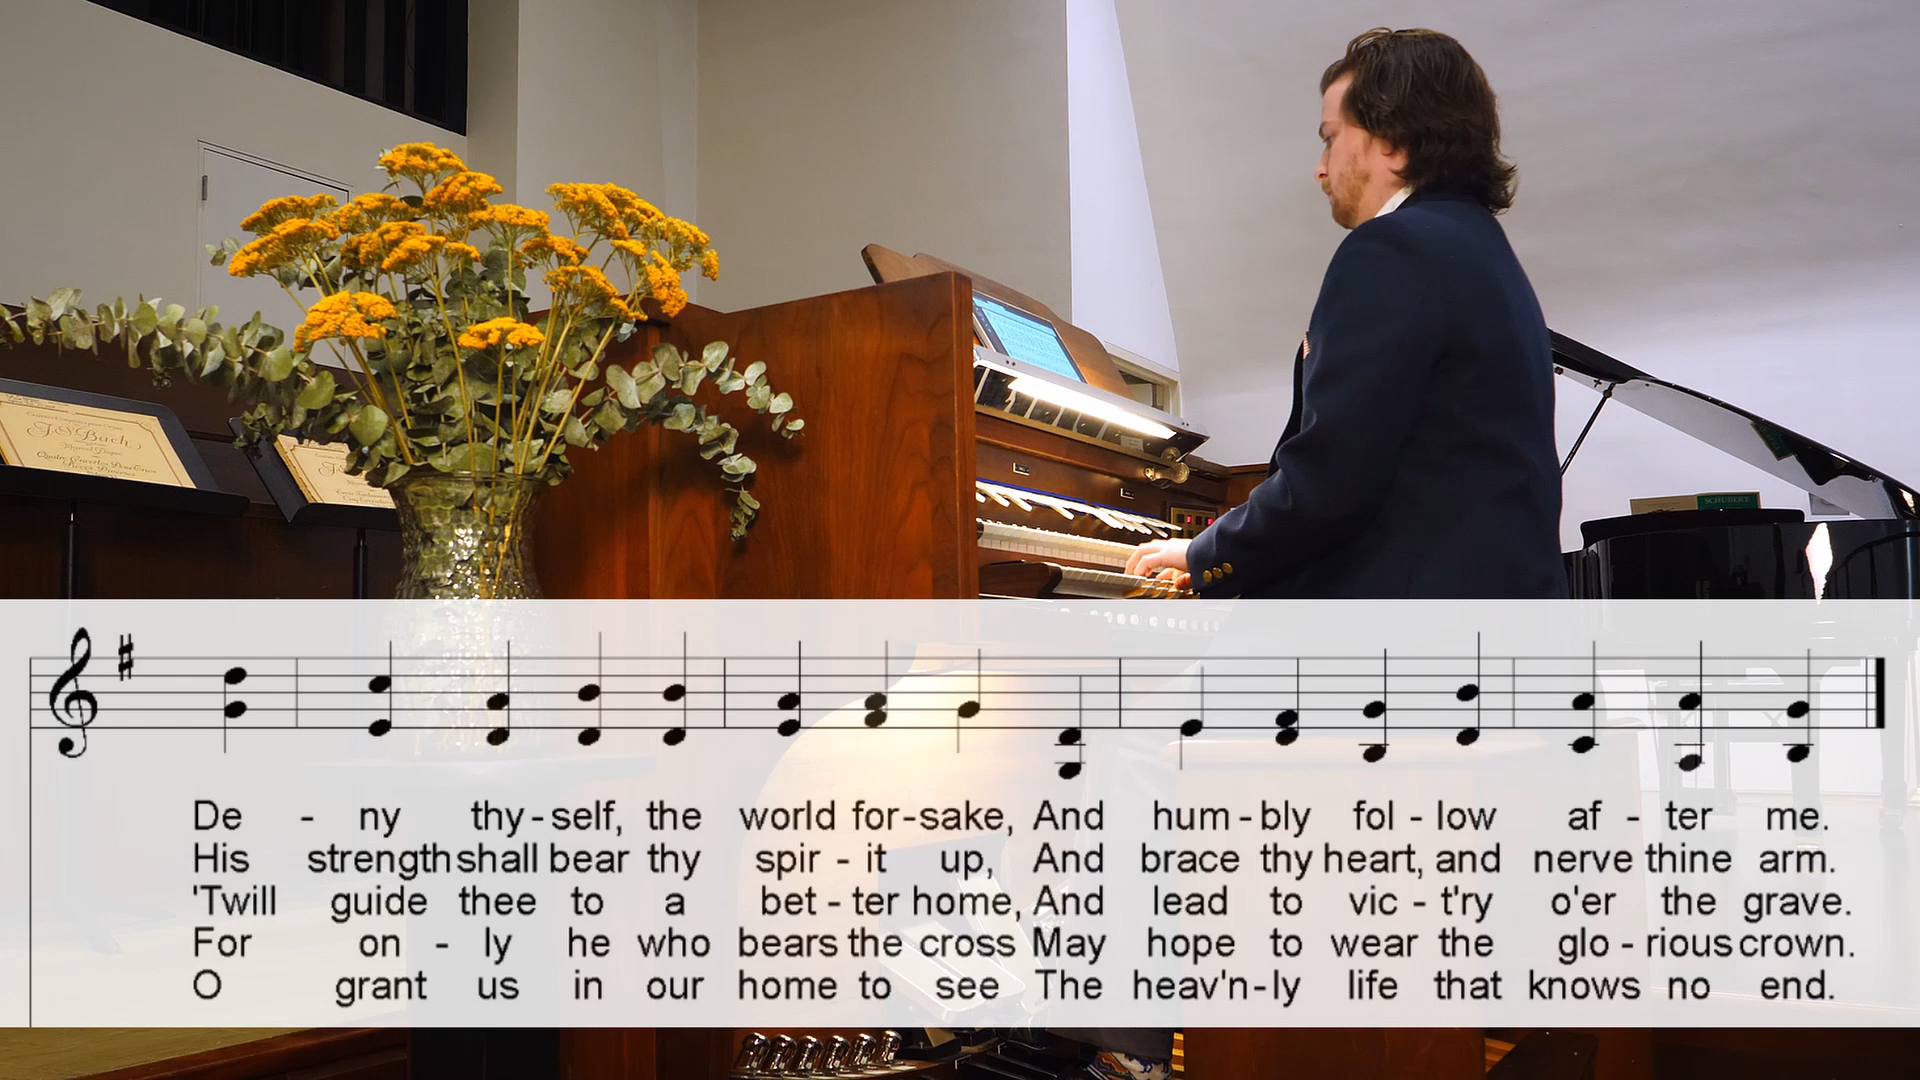 J.S. Bach
Marcel Dupré
J.S.
SCHUBERT
De - ny thy - self, the world for - sake, And hum - bly fol - low af - ter me.
His strength shall bear thy spir - it up, And brace thy heart, and nerve thine arm.
'Twill guide thee to a bet - ter home, And lead to vic - t'ry o'er the grave.
For on - ly he who bears the cross May hope to wear the glo - rious crown.
O grant us in our home to see The heav'n - ly life that knows no end.